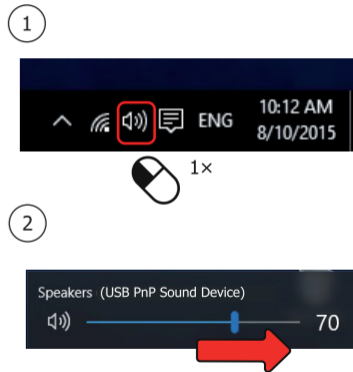 1
ENG
10:12 AM
8/10/2015
1×
2
Speakers (USB PnP Sound Device)
70